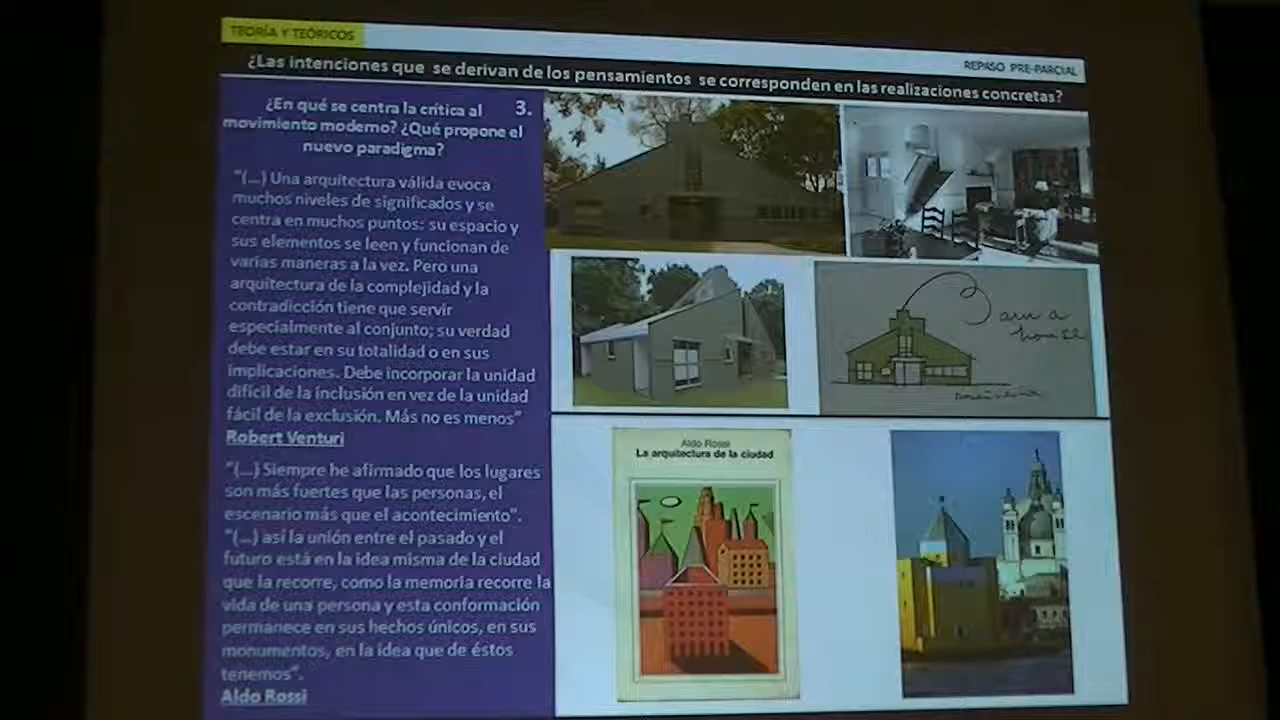 TEORÍA Y TEÓRICOS
REPASO PRE-PARCIAL
¿Las intenciones que se derivan de los pensamientos se corresponden en las realizaciones concretas?
¿En qué se centra la crítica al 3.
movimiento moderno? ¿Qué propone el
nuevo paradigma?
"(...) Una arquitectura válida evoca
muchos niveles de significados y se
centra en muchos puntos: su espacio y
sus elementos se leen y funcionan de
varias maneras a la vez. Pero una
arquitectura de la complejidad y la
contradicción tiene que servir
especialmente al conjunto; su verdad
debe estar en su totalidad o en sus
implicaciones. Debe incorporar la unidad
difícil de la inclusión en vez de la unidad
fácil de la exclusión. Más no es menos"
Robert Venturi
"(...) Siempre he afirmado que los lugares
son más fuertes que las personas, el
escenario más que el acontecimiento".
"(...) así la unión entre el pasado y el
futuro está en la idea misma de la ciudad
que la recorre, como la memoria recorre la
vida de una persona y esta conformación
permanece en sus hechos únicos, en sus
monumentos, en la idea que de éstos
tenemos".
Aldo Rossi
am a
Aldo Rossi
La arquitectura de la ciudad